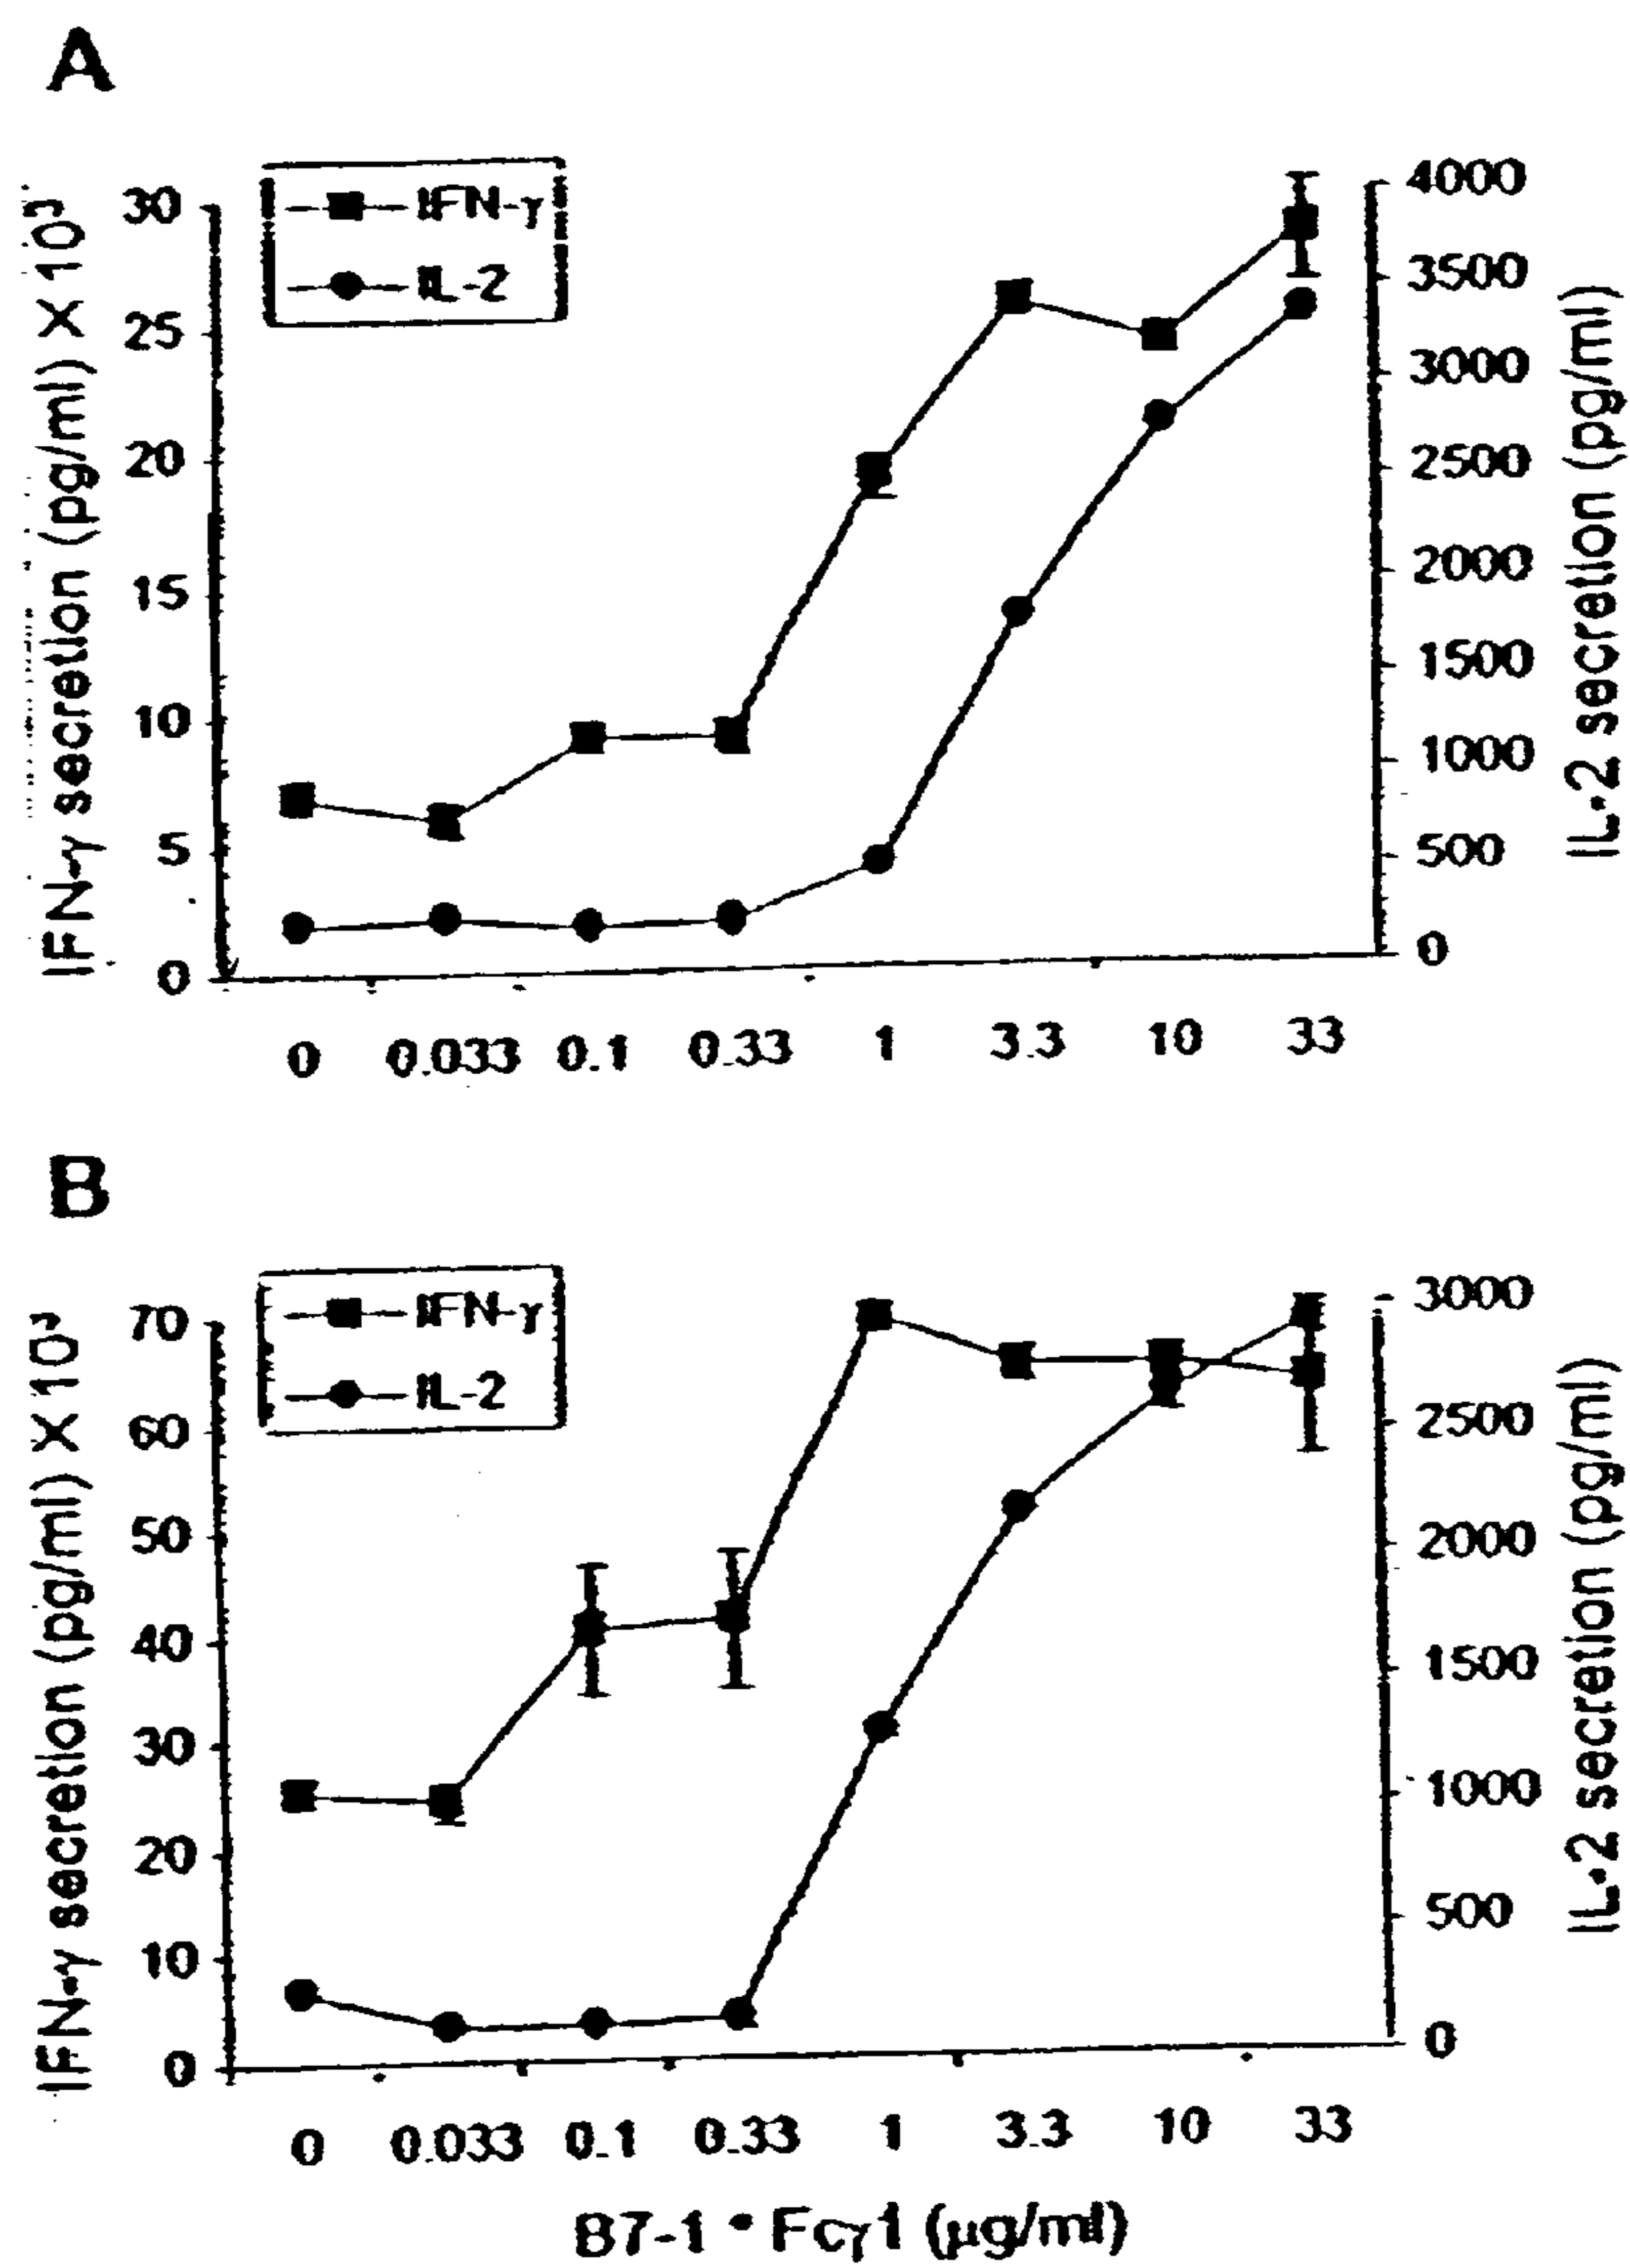 A
IFN-γ secretion (pg/ml) X 10³
30
25
20
15
10
5
0
IFN-γ
IL-2
4000
3500
3000
2500
2000
1500
1000
500
0
IL-2 secretion (pg/ml)
0 0.033 0.1 0.33 1 3.3 10 33
B
IFN-γ secretion (pg/ml) X 10³
70
60
50
40
30
20
10
0
IFN-γ
IL-2
3000
2500
2000
1500
1000
500
0
IL-2 secretion (pg/ml)
0 0.033 0.1 0.33 1 3.3 10 33
B7-1 • Fcγ1 (μg/ml)